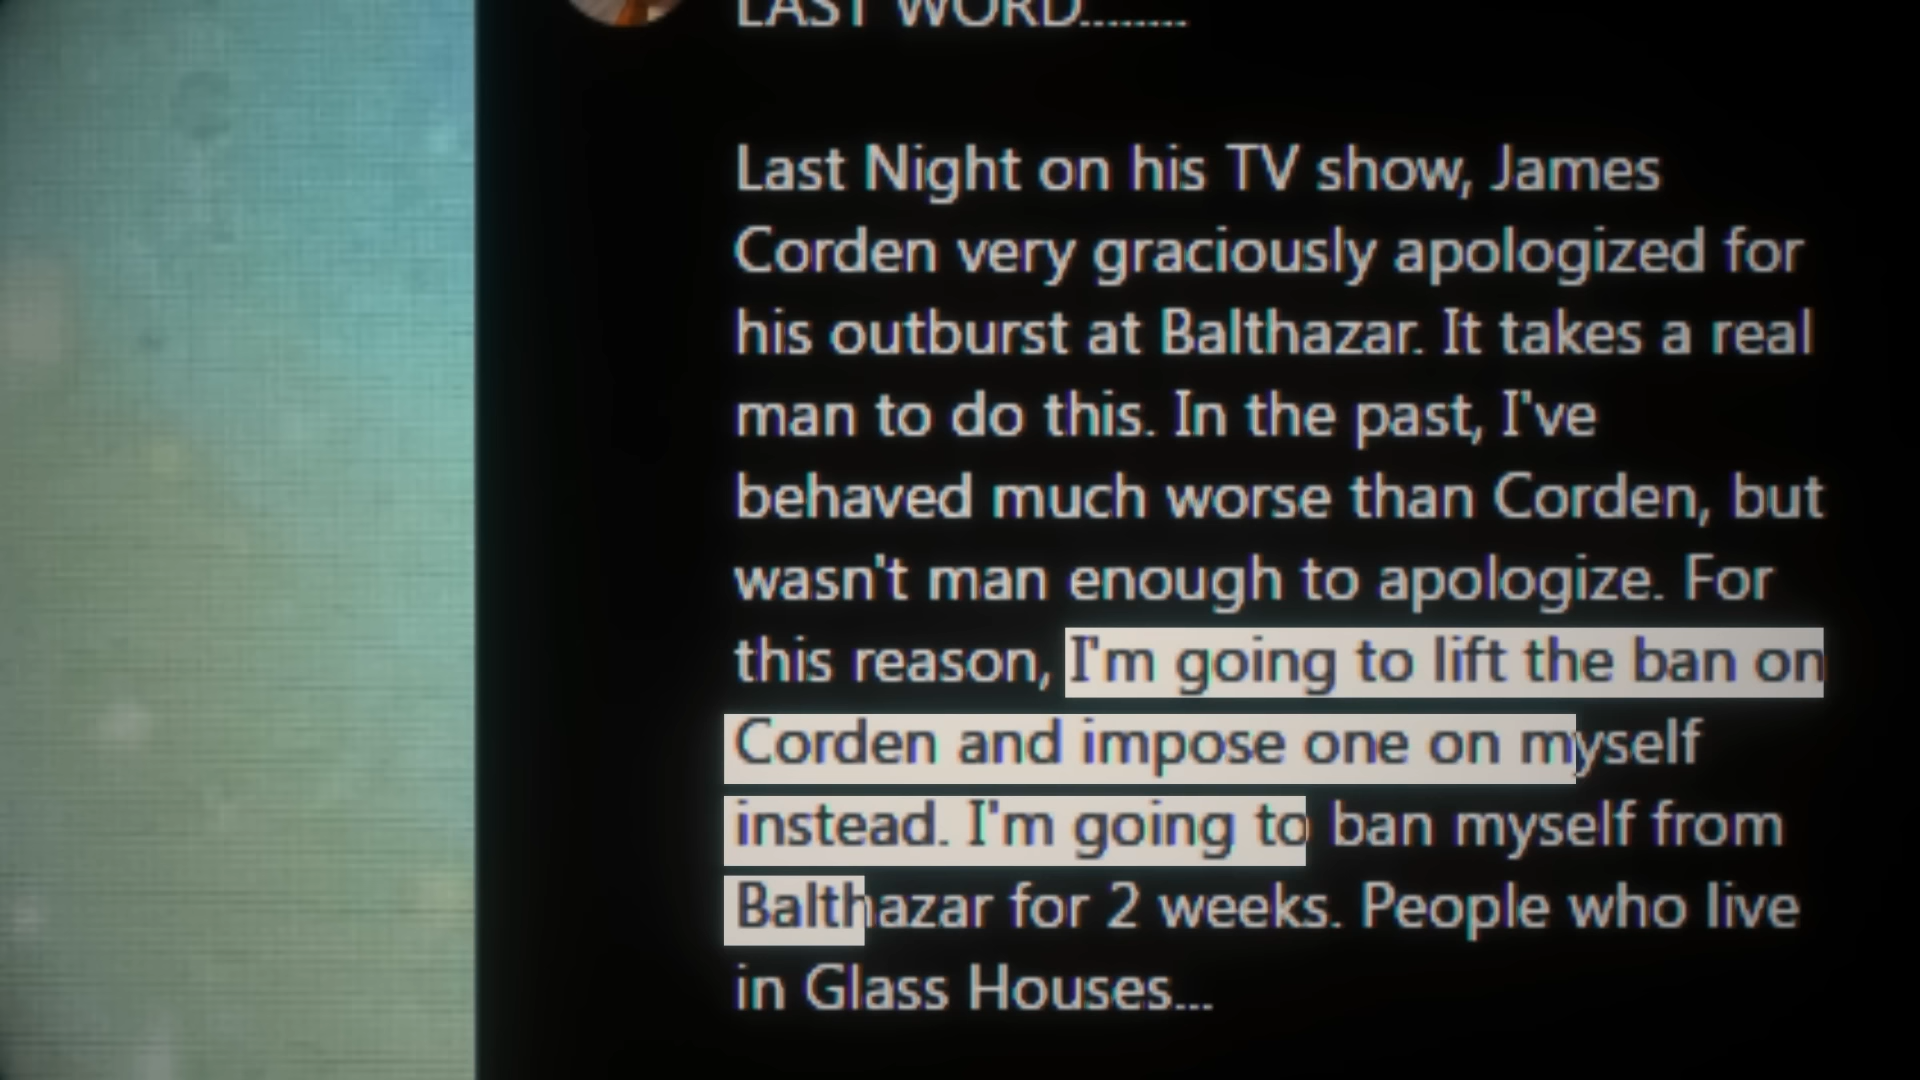 LAST WORD........
Last Night on his TV show, James
Corden very graciously apologized for
his outburst at Balthazar. It takes a real
man to do this. In the past, I've
behaved much worse than Corden, but
wasn't man enough to apologize. For
this reason, I'm going to lift the ban on
Corden and impose one on myself
instead. I'm going to ban myself from
Balthazar for 2 weeks. People who live
in Glass Houses...